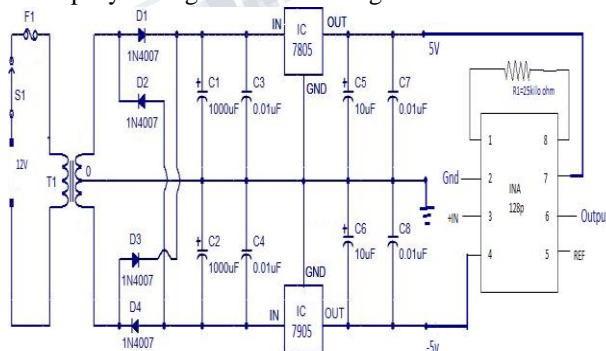 F1
S1
12V
T1
0
D1
1N4007
D2
1N4007
D3
1N4007
D4
1N4007
C1
1000uF
C3
0.01uF
C2
1000uF
C4
0.01uF
IN
IC
7805
OUT
GND
C5
10uF
C7
0.01uF
5V
C6
10uF
C8
0.01uF
GND
IN
IC
7905
OUT
-5v
R1=25kilo ohm
1
8
Gnd
2
7
INA
128p
+IN
3
6
Outpu
4
5
REF